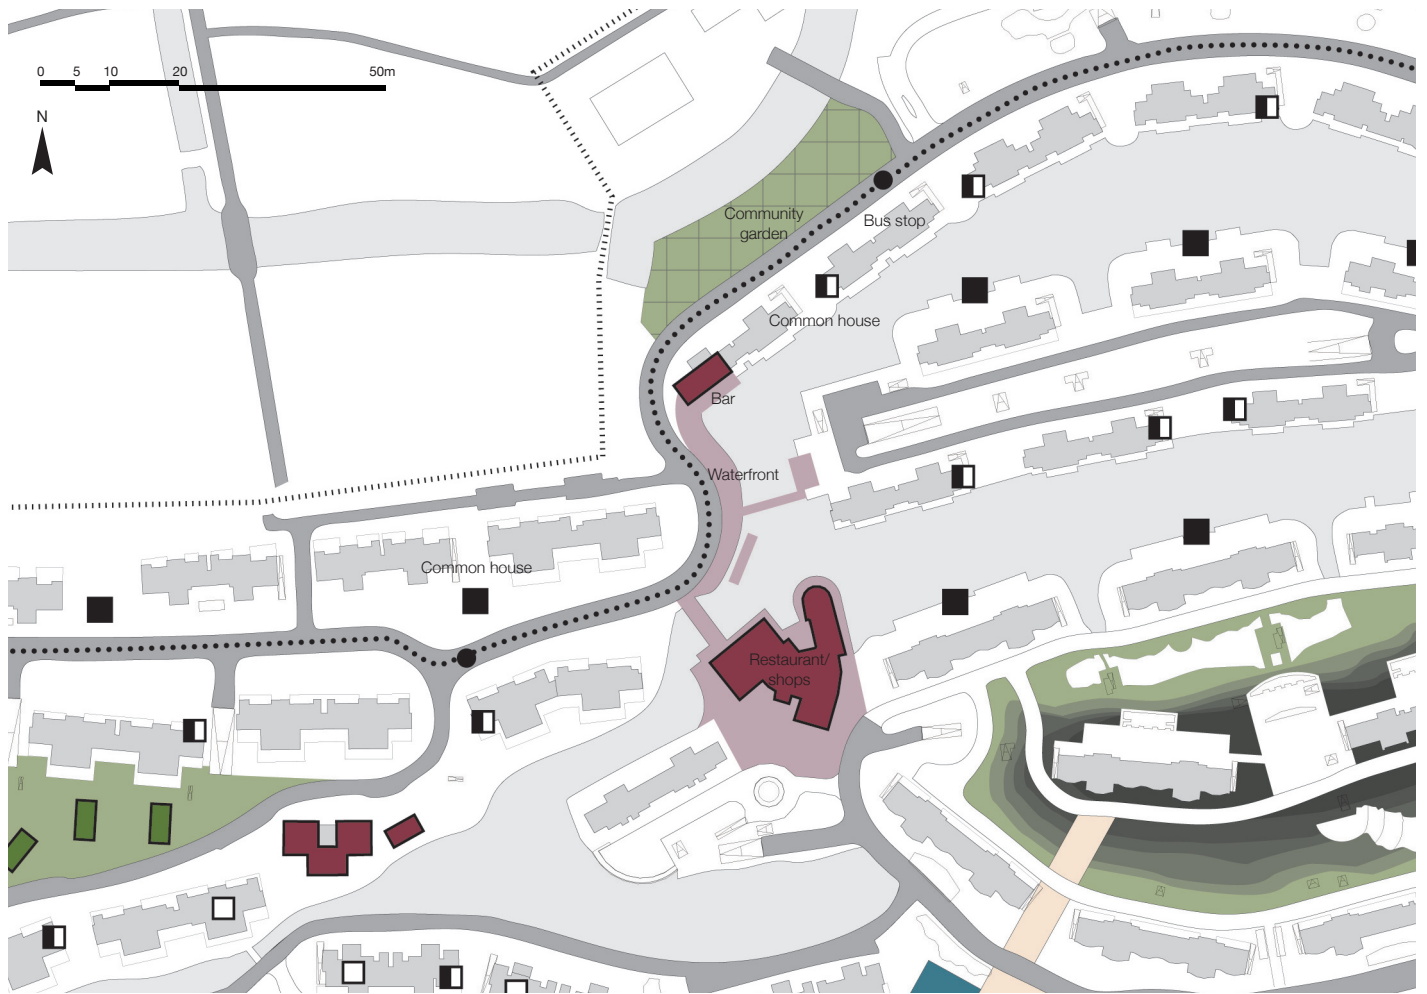 0 5 10 20 50m
N
Community
garden
Bus stop
Common house
Bar
Waterfront
Common house
Restaurant/
shops